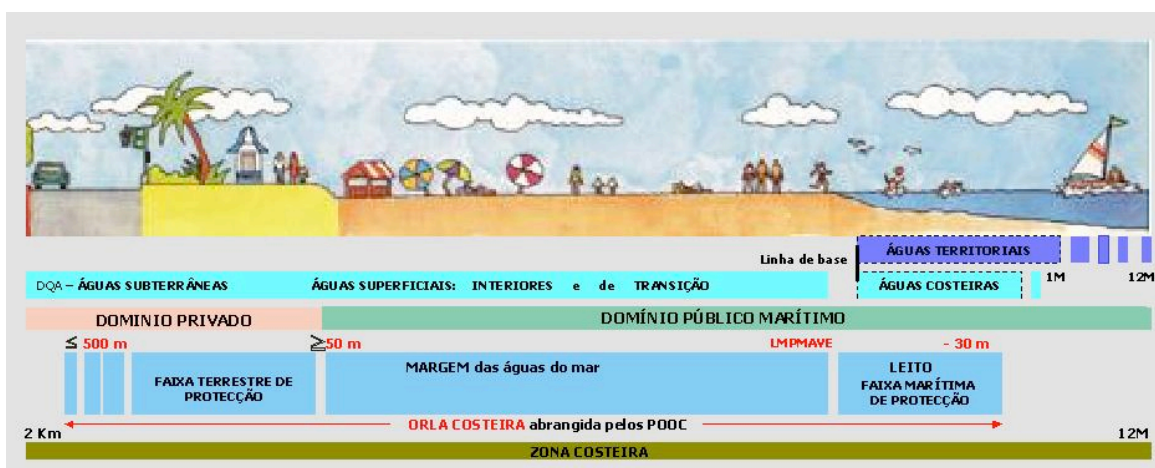 Linha de base
ÁGUAS TERRITORIAIS
1M
12M
DQA – ÁGUAS SUBTERRÂNEAS ÁGUAS SUPERFICIAIS: INTERIORES e de TRANSIÇÃO
ÁGUAS COSTEIRAS
DOMINIO PRIVADO
DOMÍNIO PÚBLICO MARÍTIMO
≤ 500 m
≥50 m
LMPMAVE
- 30 m
FAIXA TERRESTRE DE
PROTECÇÃO
MARGEM das águas do mar
LEITO
FAIXA MARÍTIMA
DE PROTECÇÃO
ORLA COSTEIRA abrangida pelos POOC
2 Km
12M
ZONA COSTEIRA